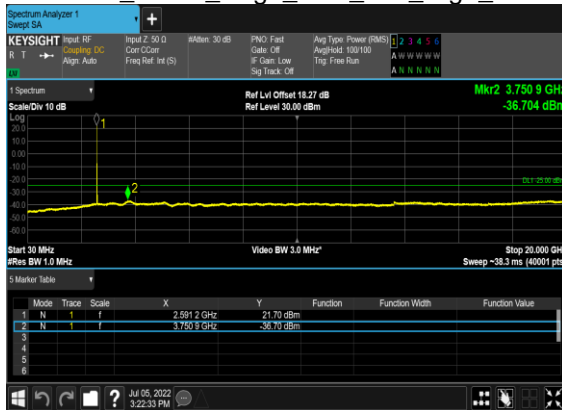 Spectrum Analyzer 1
Swept SA
+
KEYSIGHT Input: RF Input Z: 50 Ω #Atten: 30 dB PNO: Fast Avg Type: Power (RMS) 1 2 3 4 5 6
R T Coupling: DC Corr CCorr Gate: Off Avg|Hold: 100/100 A W W W W W
Align: Auto Freq Ref: Int (S) IF Gain: Low Trig: Free Run
Sig Track: Off A N N N N N
1 Spectrum Ref Lvl Offset 18.27 dB Mkr2 3.750 9 GHz
Scale/Div 10 dB Ref Level 30.00 dBm -36.704 dBm
Log
1
20.0
10.0
0.00
-10.0
-20.0 DL1 -25.00 dBm
2
-30.0
-40.0
-50.0
-60.0
Start 30 MHz Video BW 3.0 MHz* Stop 20.000 GHz
#Res BW 1.0 MHz Sweep ~38.3 ms (40001 pts)
5 Marker Table
Mode Trace Scale X Y Function Function Width Function Value
1 N 1 f 2.591 2 GHz 21.70 dBm
2 N 1 f 3.750 9 GHz -36.70 dBm
3
4
5
6
? Jul 05, 2022
3:22:33 PM